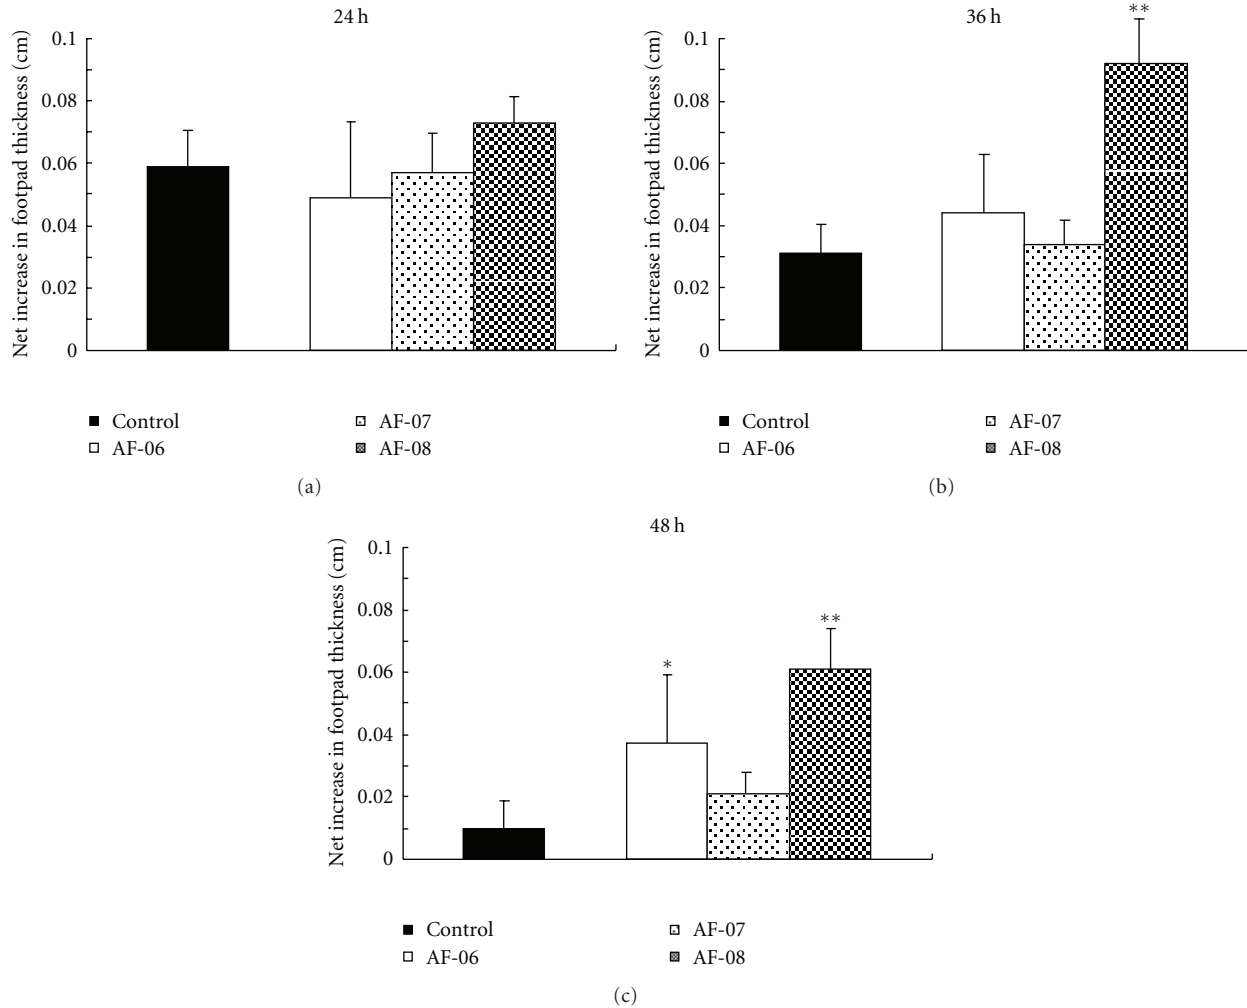 24 h
Net increase in footpad thickness (cm)
0.1
0.08
0.06
0.04
0.02
0
Control
AF-06
AF-07
AF-08
(a)
36 h
Net increase in footpad thickness (cm)
0.1
0.08
0.06
0.04
0.02
0
**
Control
AF-06
AF-07
AF-08
(b)
48 h
Net increase in footpad thickness (cm)
0.1
0.08
0.06
0.04
0.02
0
*
**
Control
AF-06
AF-07
AF-08
(c)